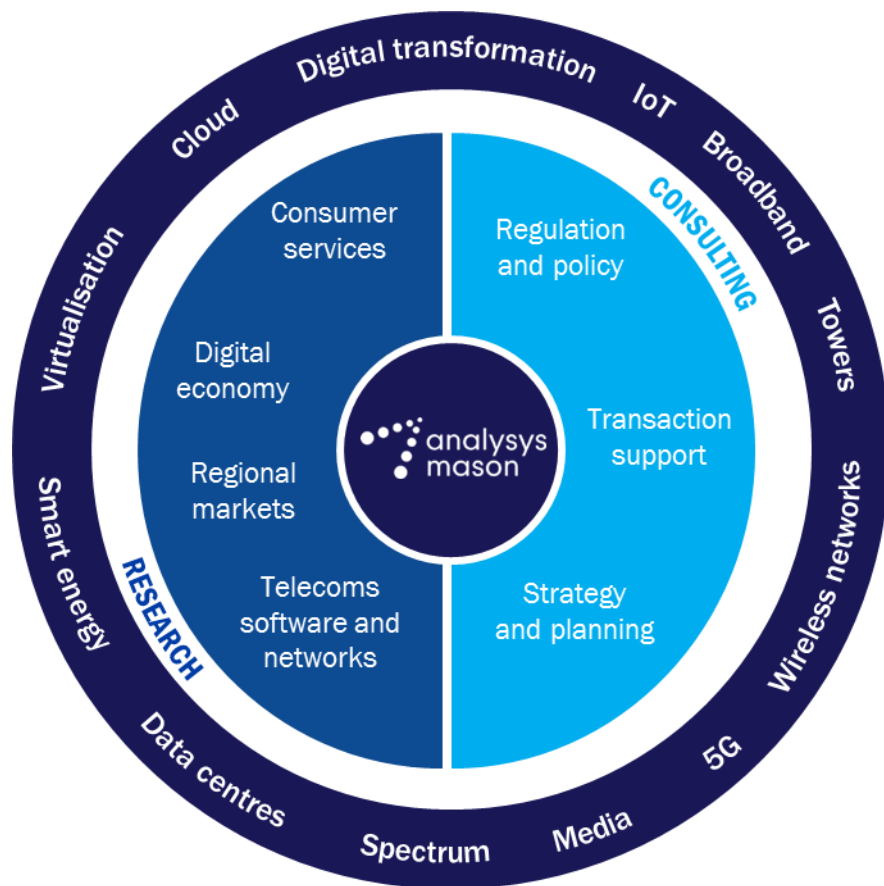 Digital transformation
IoT
Broadband
Towers
Wireless networks
5G
Media
Spectrum
Data centres
Smart energy
Virtualisation
Cloud
CONSULTING
RESEARCH
Consumer
services
Digital
economy
Regional
markets
Telecoms
software and
networks
analysys
mason
Regulation
and policy
Transaction
support
Strategy
and planning